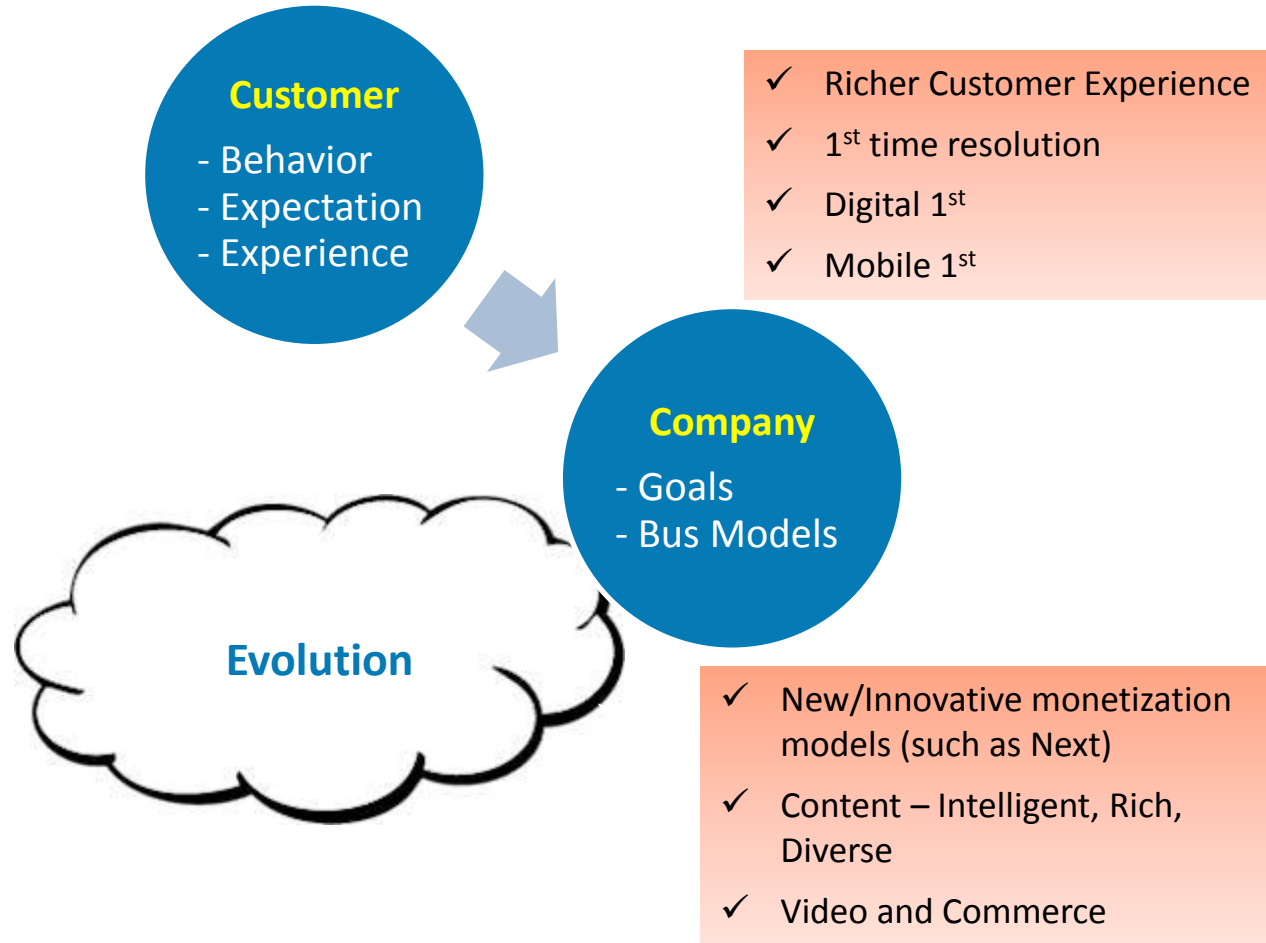 Customer
- Behavior
- Expectation
- Experience
✓ Richer Customer Experience
✓ 1st time resolution
✓ Digital 1st
✓ Mobile 1st
Company
- Goals
- Bus Models
Evolution
✓ New/Innovative monetization
models (such as Next)
✓ Content – Intelligent, Rich,
Diverse
✓ Video and Commerce